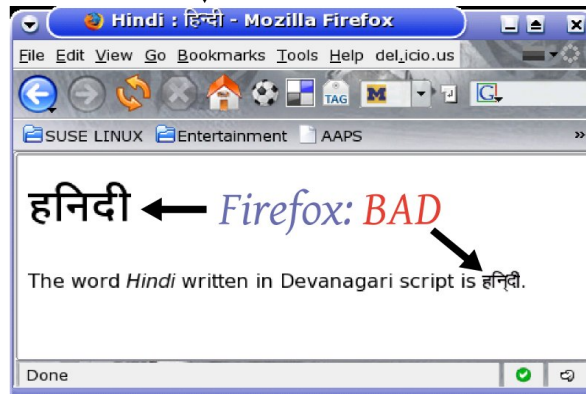 Hindi : हिन्दी - Mozilla Firefox
File Edit View Go Bookmarks Tools Help del.icio.us
TAG M G
SUSE LINUX Entertainment AAPS »
हनिदी Firefox: BAD
The word Hindi written in Devanagari script is हनि्दी.
Done